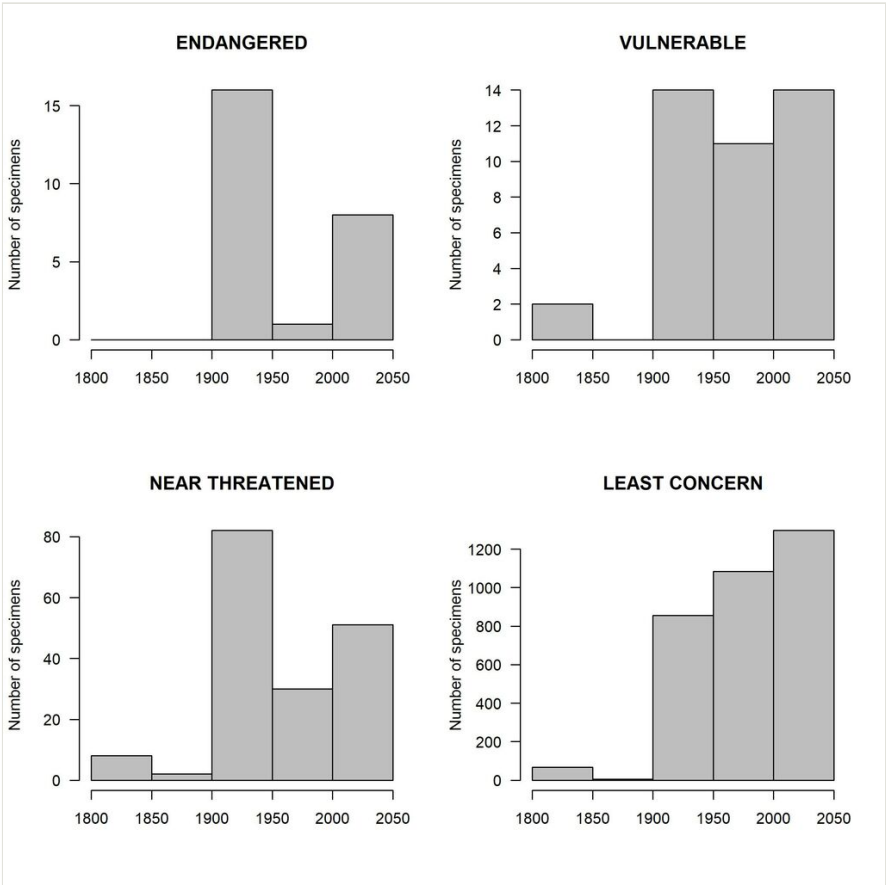 ENDANGERED
Number of specimens
15
10
5
0
1800 1850 1900 1950 2000 2050
VULNERABLE
Number of specimens
14
12
10
8
6
4
2
0
1800 1850 1900 1950 2000 2050
NEAR THREATENED
Number of specimens
80
60
40
20
0
1800 1850 1900 1950 2000 2050
LEAST CONCERN
Number of specimens
1200
1000
800
600
400
200
0
1800 1850 1900 1950 2000 2050